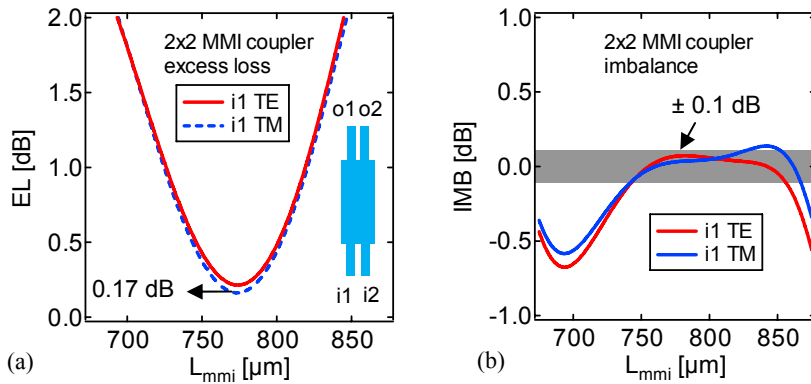 2x2 MMI coupler
excess loss
i1 TE
i1 TM
o1 o2
i1 i2
0.17 dB
EL [dB]
2.0
1.5
1.0
0.5
0.0
700 750 800 850
Lmmi [µm]
(a)
2x2 MMI coupler
imbalance
± 0.1 dB
i1 TE
i1 TM
IMB [dB]
1.0
0.5
0.0
-0.5
-1.0
700 750 800 850
Lmmi [µm]
(b)